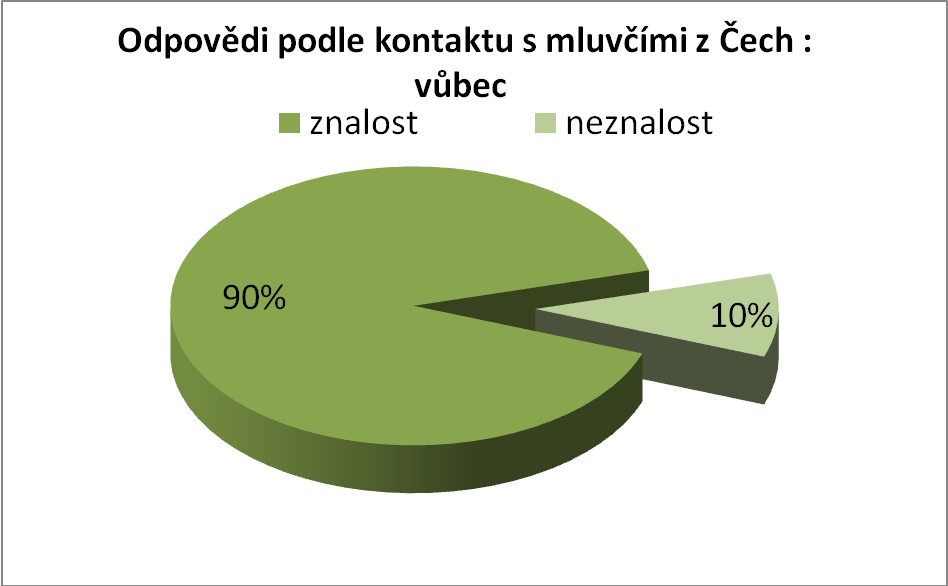 Odpovědi podle kontaktu s mluvčími z Čech :
vůbec
znalost neznalost
90%
10%